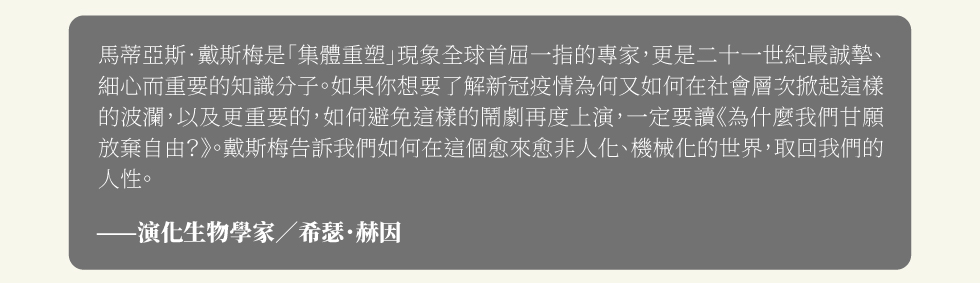 馬蒂亞斯·戴斯梅是「集體重塑」現象全球首屈一指的專家，更是二十一世紀最誠摯、
細心而重要的知識分子。如果你想要了解新冠疫情為何又如何在社會層次掀起這樣
的波瀾，以及更重要的，如何避免這樣的鬧劇再度上演，一定要讀《為什麼我們甘願
放棄自由？》。戴斯梅告訴我們如何在這個愈來愈非人化、機械化的世界，取回我們的
人性。
——演化生物學家／希瑟·赫因